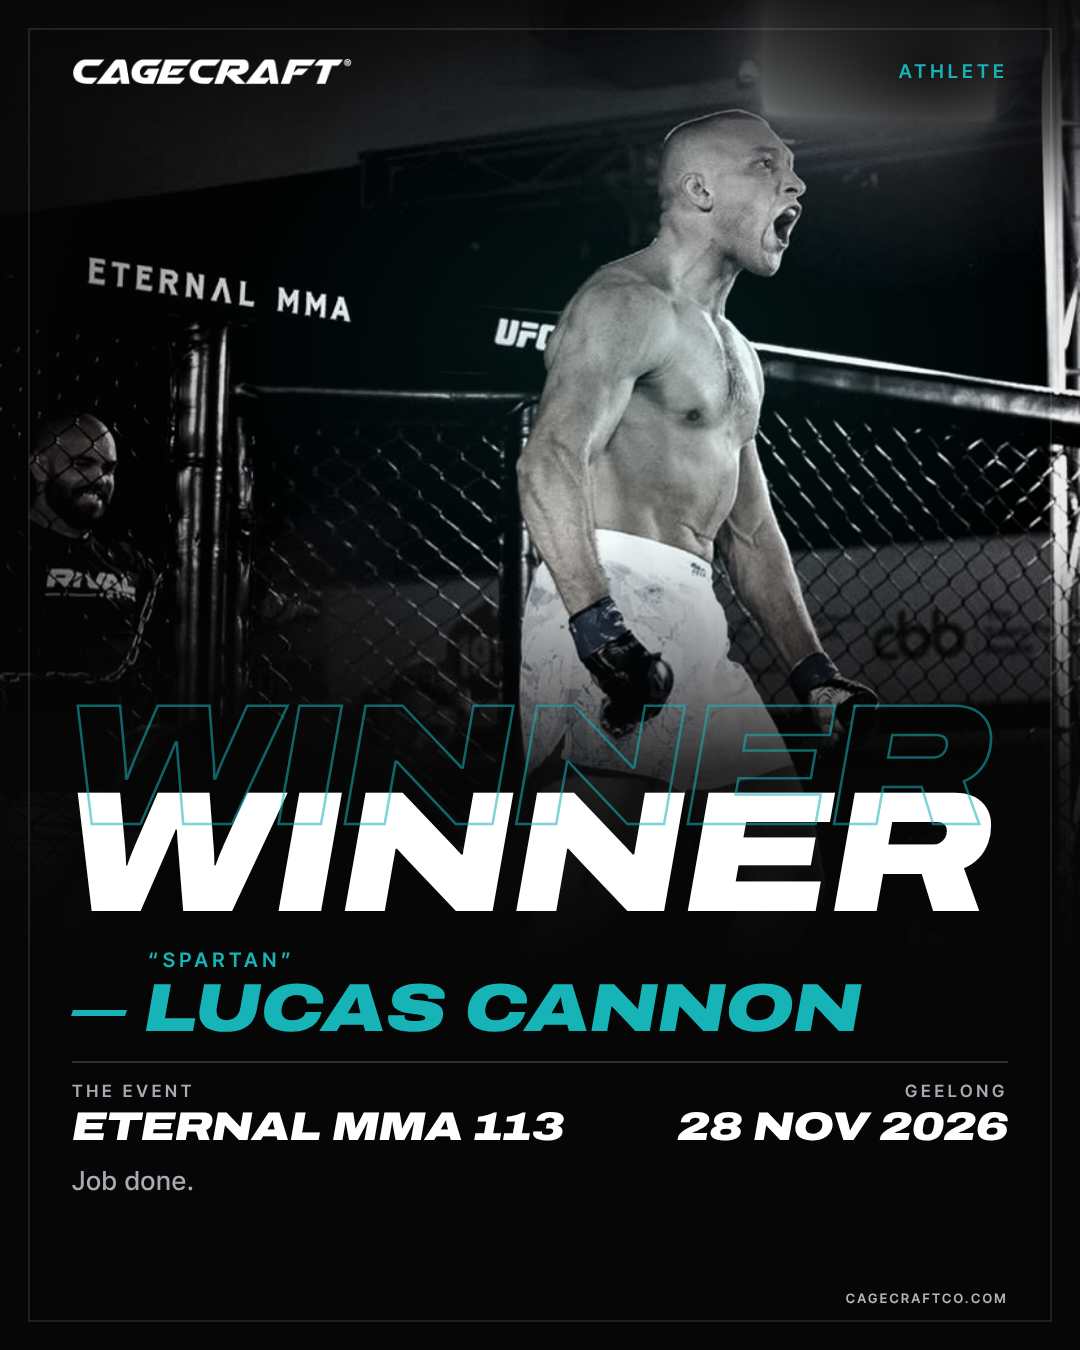 CAGECRAFT®
ATHLETE
ETERNAL MMA
UFC
RIVAL
cbb
WINNER
WINNER
“SPARTAN”
— LUCAS CANNON
THE EVENT
GEELONG
ETERNAL MMA 113
28 NOV 2026
Job done.
CAGECRAFTCO.COM